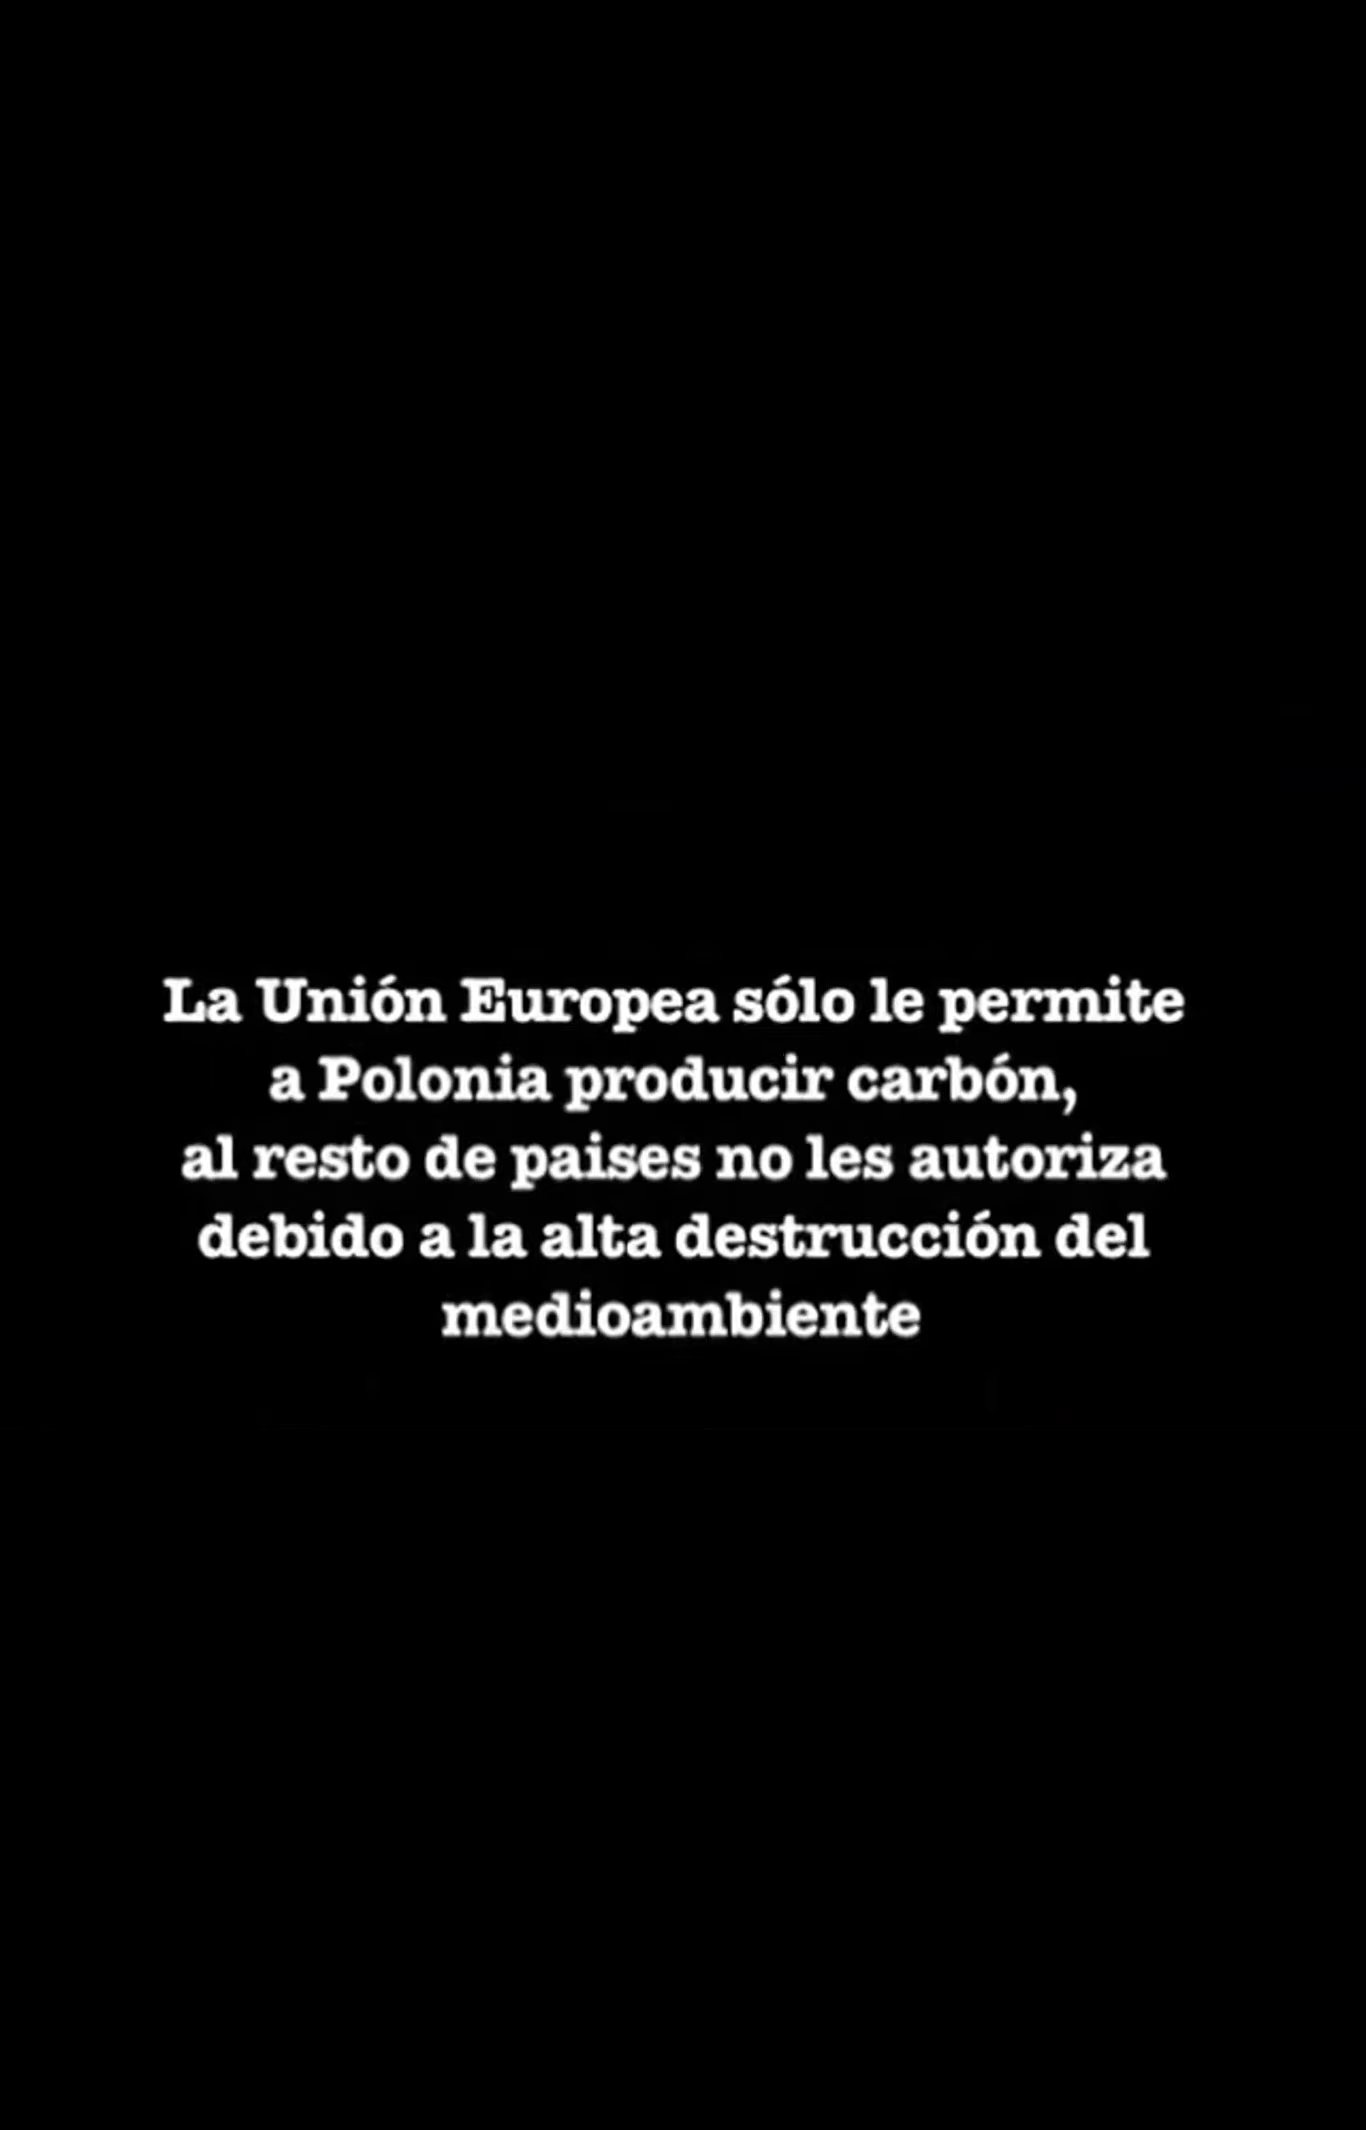 La Unión Europea sólo le permite
a Polonia producir carbón,
al resto de paises no les autoriza
debido a la alta destrucción del
medioambiente